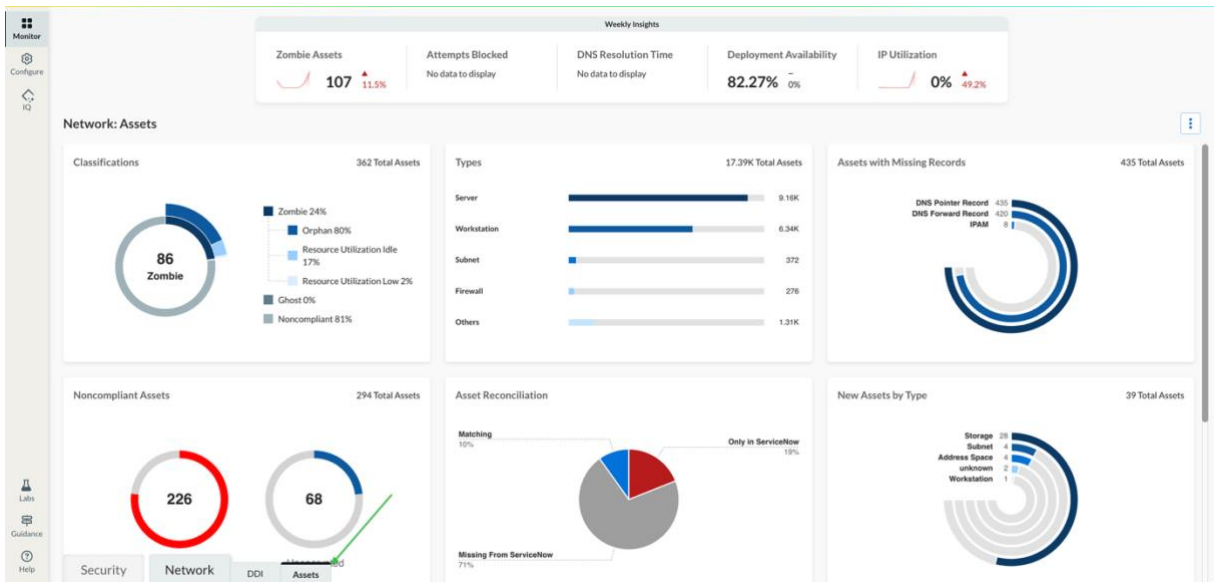 Monitor
Configure
IQ
Labs
Guidance
Help
Weekly Insights
Zombie Assets
107 11.5%
Attempts Blocked
No data to display
DNS Resolution Time
No data to display
Deployment Availability
82.27% – 0%
IP Utilization
0% 49.2%
Network: Assets
Classifications 362 Total Assets
86
Zombie
Zombie 24%
Orphan 80%
Resource Utilization Idle
17%
Resource Utilization Low 2%
Ghost 0%
Noncompliant 81%
Types 17.39K Total Assets
Server 9.16K
Workstation 6.34K
Subnet 372
Firewall 276
Others 1.31K
Assets with Missing Records 435 Total Assets
DNS Pointer Record 435
DNS Forward Record 420
IPAM 8
Noncompliant Assets 294 Total Assets
226
68
Asset Reconciliation
Matching
10%
Only in ServiceNow
19%
Missing From ServiceNow
71%
New Assets by Type 39 Total Assets
Storage 28
Subnet 4
Address Space 4
unknown 2
Workstation 1
Security Network DDI Assets